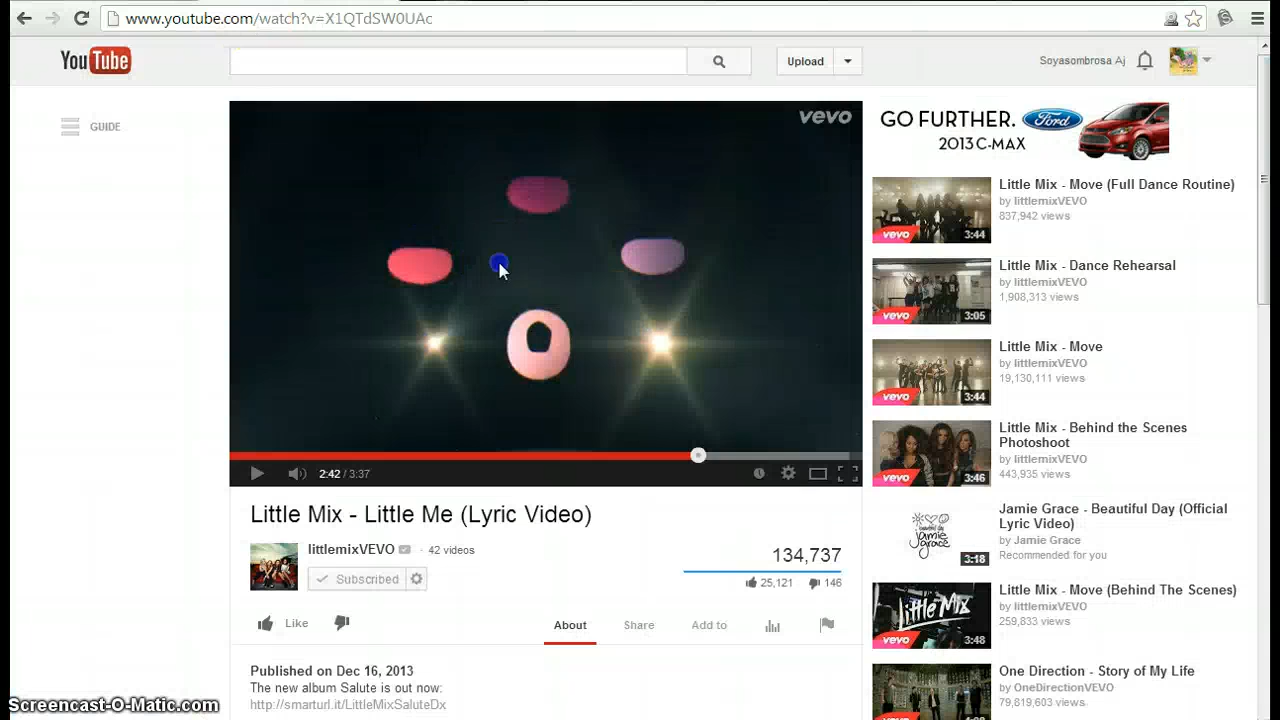 www.youtube.com/watch?v=X1QTdSW0UAc
YouTube
Upload
Soyasombrosa Aj
GUIDE
vevo
GO FURTHER. Ford
2013 C-MAX
2:42 / 3:37
Little Mix - Little Me (Lyric Video)
littlemixVEVO · 42 videos
Subscribed
134,737
25,121 146
Like
About Share Add to
Published on Dec 16, 2013
The new album Salute is out now:
http://smarturl.it/LittleMixSaluteDx
vevo 3:44
Little Mix - Move (Full Dance Routine)
by littlemixVEVO
837,942 views
vevo 3:05
Little Mix - Dance Rehearsal
by littlemixVEVO
1,908,313 views
vevo 3:44
Little Mix - Move
by littlemixVEVO
19,130,111 views
vevo 3:46
Little Mix - Behind the Scenes
Photoshoot
by littlemixVEVO
443,935 views
jamie
grace
3:18
Jamie Grace - Beautiful Day (Official
Lyric Video)
by Jamie Grace
Recommended for you
Little Mix
vevo 3:48
Little Mix - Move (Behind The Scenes)
by littlemixVEVO
259,833 views
One Direction - Story of My Life
by OneDirectionVEVO
79,819,603 views
Screencast-O-Matic.com